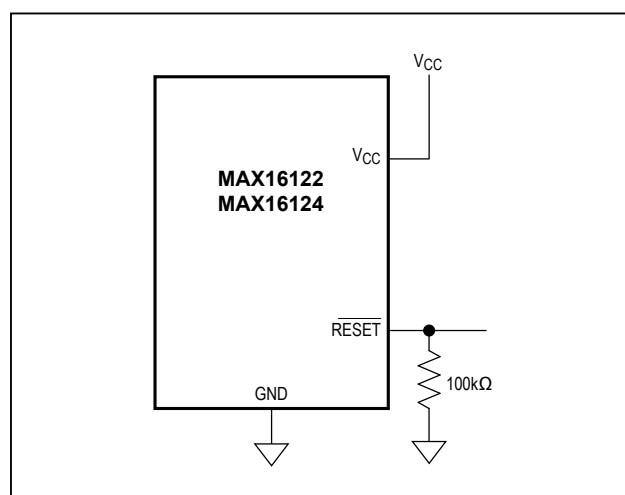 VCC
VCC
MAX16122
MAX16124
RESET
100kΩ
GND